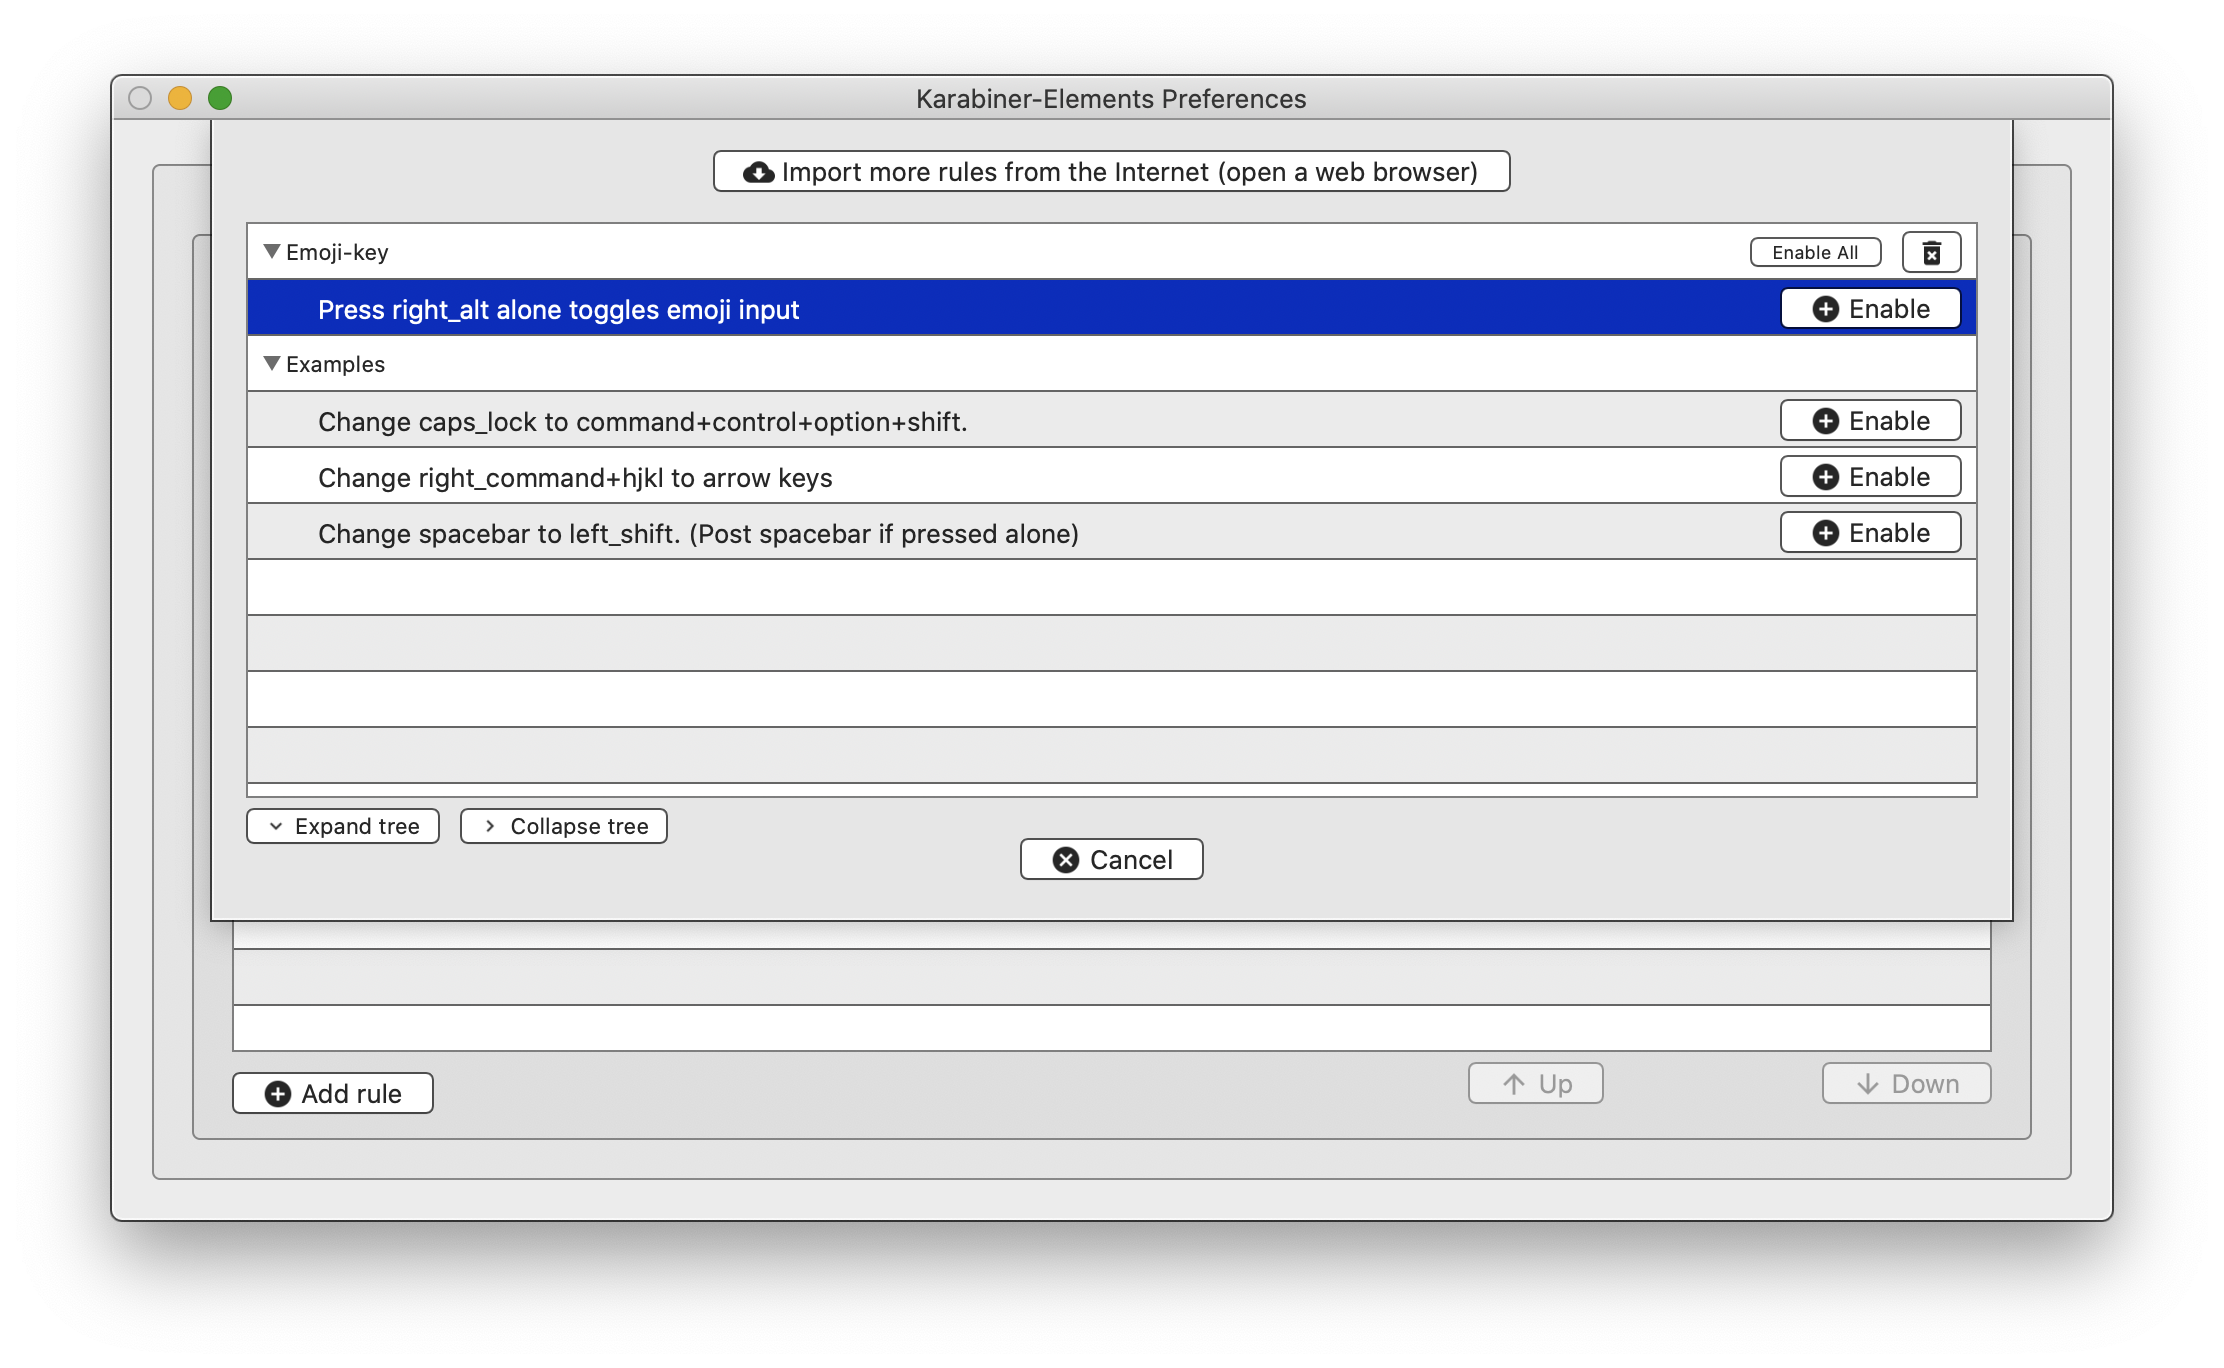 Karabiner-Elements Preferences
Import more rules from the Internet (open a web browser)
Emoji-key Enable All
Press right_alt alone toggles emoji input Enable
Examples
Change caps_lock to command+control+option+shift. Enable
Change right_command+hjkl to arrow keys Enable
Change spacebar to left_shift. (Post spacebar if pressed alone) Enable
Expand tree Collapse tree
Cancel
Add rule Up Down